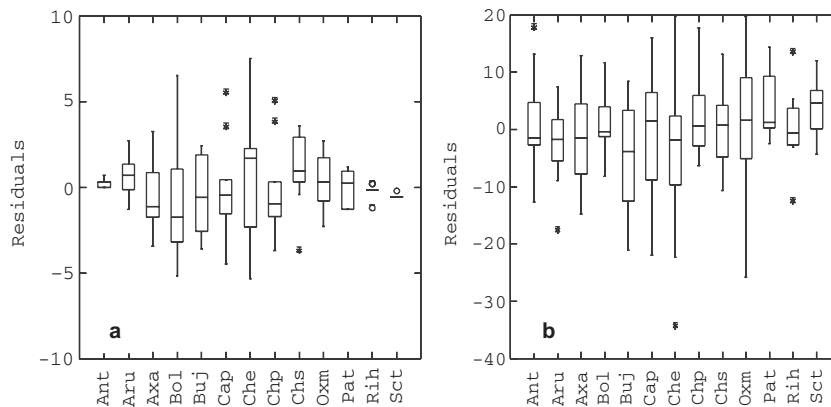 10
5
0
-5
-10
Residuals
a
Ant
Aru
Axa
Bol
Buj
Cap
Che
Chp
Chs
Oxm
Pat
Rih
Sct
20
10
0
-10
-20
-30
-40
Residuals
b
Ant
Aru
Axa
Bol
Buj
Cap
Che
Chp
Chs
Oxm
Pat
Rih
Sct